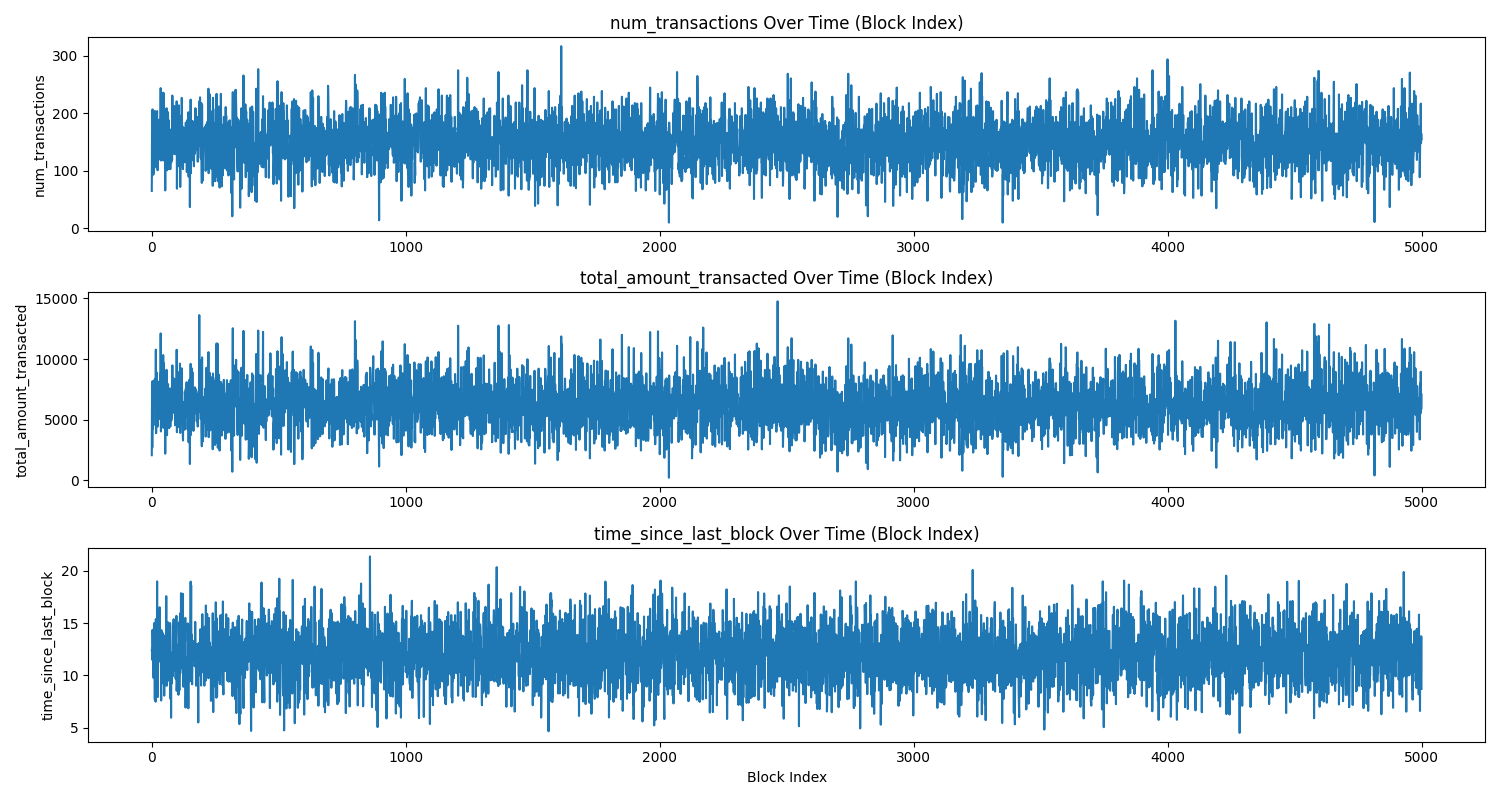 num_transactions Over Time (Block Index)
num_transactions
300
200
100
0
0 1000 2000 3000 4000 5000
total_amount_transacted Over Time (Block Index)
total_amount_transacted
15000
10000
5000
0
0 1000 2000 3000 4000 5000
time_since_last_block Over Time (Block Index)
time_since_last_block
20
15
10
5
0 1000 2000 3000 4000 5000
Block Index